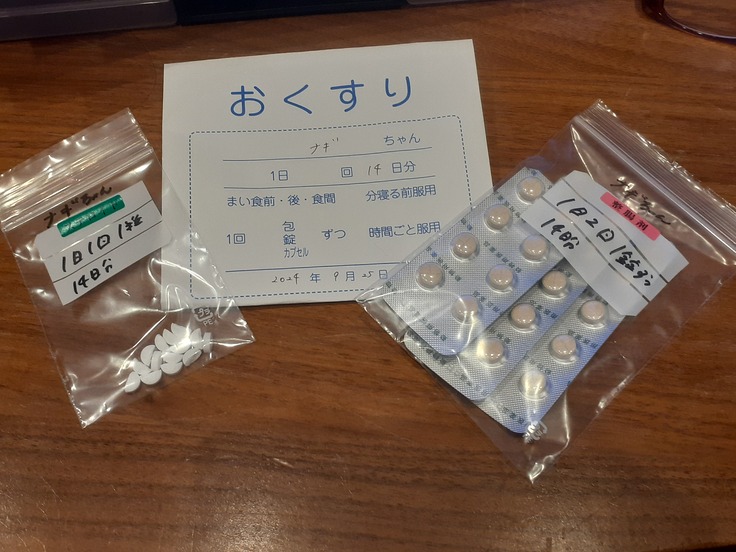 おくすり
ナギ ちゃん
1日 回 14日分
まい食前・後・食間 分寝る前服用
1回 包 錠 カプセル ずつ 時間ごと服用
2024年 9月25日
ナギちゃん
1日1回1錠
14日分
PE
ナギちゃん
整腸剤
1日2回1錠ずつ
14日分